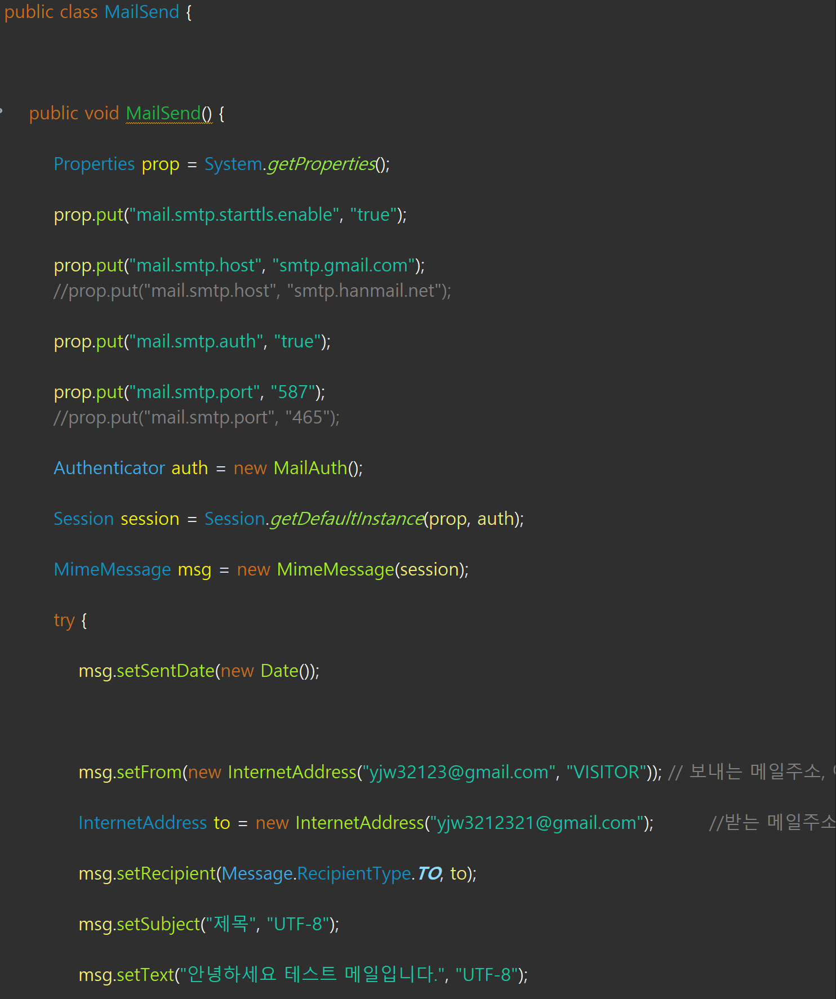 public class MailSend {
public void MailSend() {
Properties prop = System.getProperties();
prop.put("mail.smtp.starttls.enable", "true");
prop.put("mail.smtp.host", "smtp.gmail.com");
//prop.put("mail.smtp.host", "smtp.hanmail.net");
prop.put("mail.smtp.auth", "true");
prop.put("mail.smtp.port", "587");
//prop.put("mail.smtp.port", "465");
Authenticator auth = new MailAuth();
Session session = Session.getDefaultInstance(prop, auth);
MimeMessage msg = new MimeMessage(session);
try {
msg.setSentDate(new Date());
msg.setFrom(new InternetAddress("yjw32123@gmail.com", "VISITOR")); // 보내는 메일주소,
InternetAddress to = new InternetAddress("yjw3212321@gmail.com"); //받는 메일주소
msg.setRecipient(Message.RecipientType.TO, to);
msg.setSubject("제목", "UTF-8");
msg.setText("안녕하세요 테스트 메일입니다.", "UTF-8");